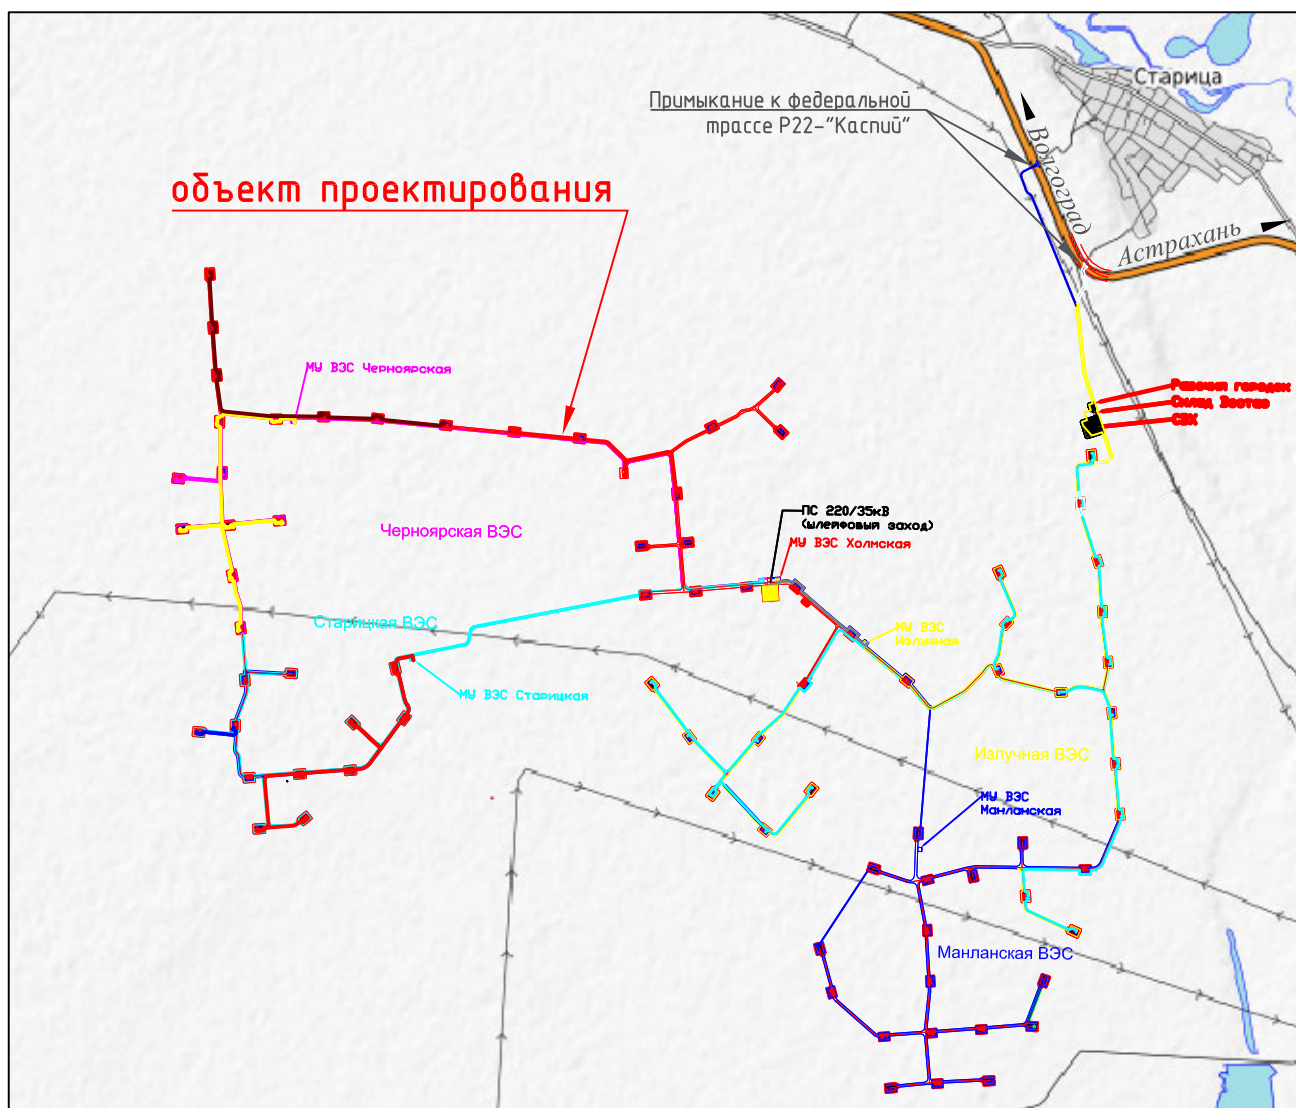 Старица
Примыкание к федеральной
трассе Р22-"Каспий"
Волгоград
Астрахань
объект проектирования
МУ ВЭС Черноярская
Рабочий городок
Склад Вестас
СВК
Черноярская ВЭС
ПС 220/35кВ
(шлейфовый заход)
МУ ВЭС Холмская
Старицкая ВЭС
МУ ВЭС
Излучная
МУ ВЭС Старицкая
Излучная ВЭС
МУ ВЭС
Манланская
Манланская ВЭС